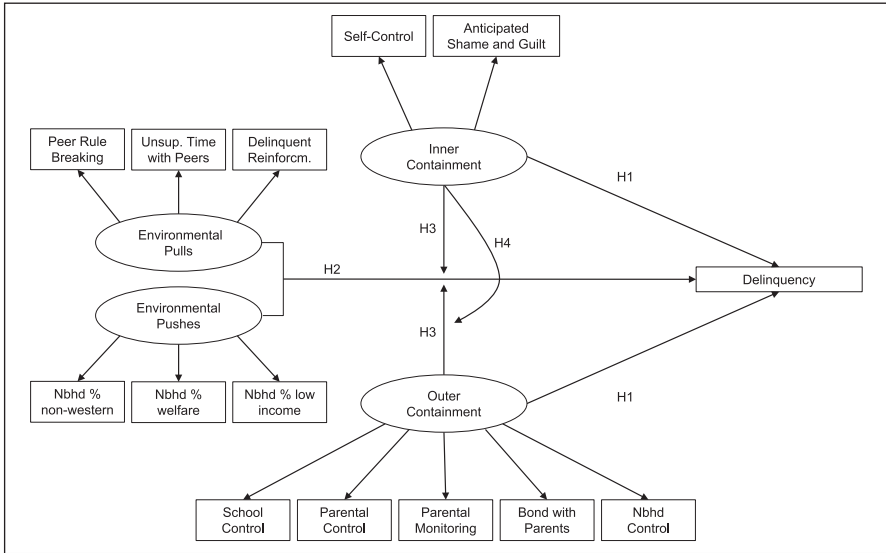 Self-Control
Anticipated
Shame and Guilt
Peer Rule
Breaking
Unsup. Time
with Peers
Delinquent
Reinforcm.
Inner
Containment
H1
Environmental
Pulls
H3
H4
H2
Delinquency
Environmental
Pushes
H3
Nbhd %
non-western
Nbhd %
welfare
Nbhd % low
income
Outer
Containment
H1
School
Control
Parental
Control
Parental
Monitoring
Bond with
Parents
Nbhd
Control